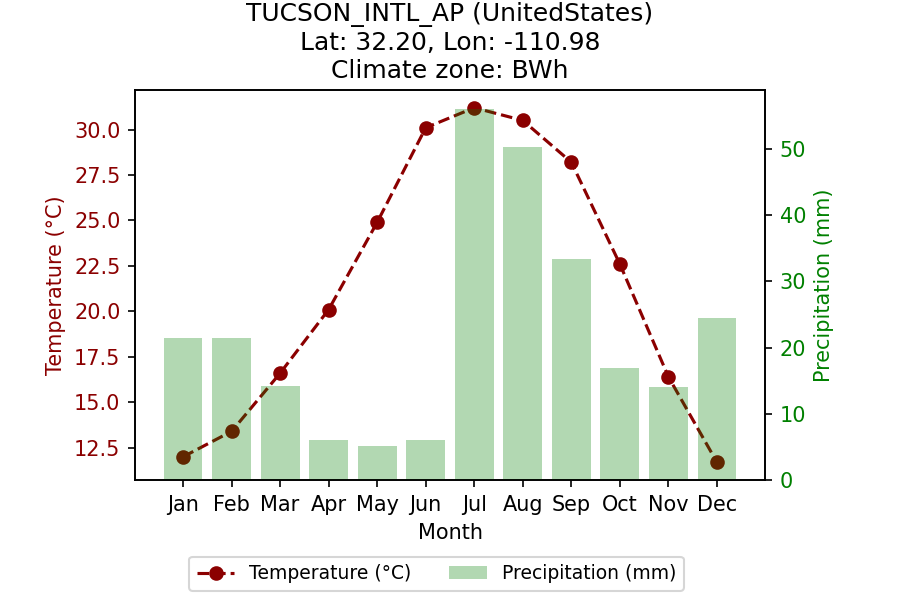 TUCSON_INTL_AP (UnitedStates)
Lat: 32.20, Lon: -110.98
Climate zone: BWh
Temperature (°C)
30.0
27.5
25.0
22.5
20.0
17.5
15.0
12.5
Precipitation (mm)
50
40
30
20
10
0
Jan Feb Mar Apr May Jun Jul Aug Sep Oct Nov Dec
Month
Temperature (°C) Precipitation (mm)